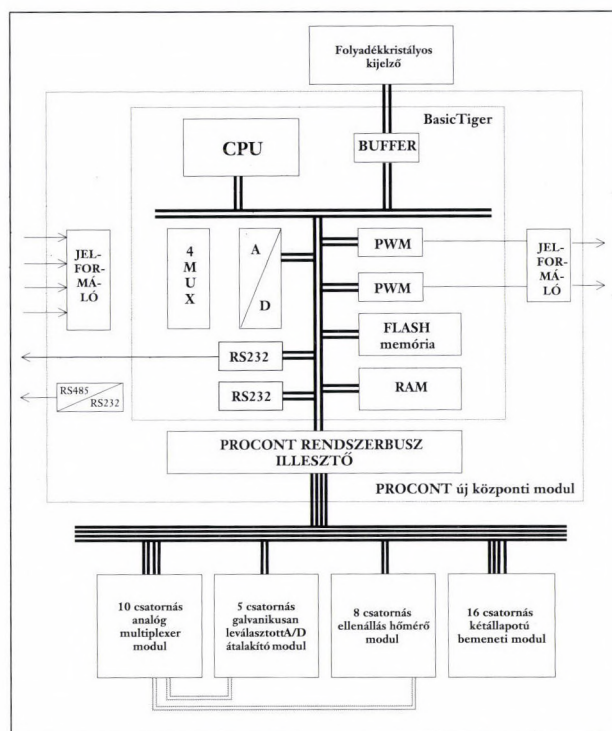 Folyadékkristályos
kijelző
BasicTiger
CPU
BUFFER
JEL-
FOR-
MÁ-
LÓ
4
M
U
X
A
D
PWM
PWM
JEL-
FOR-
MÁ-
LÓ
FLASH
memória
RS232
RS232
RAM
RS485
RS232
PROCONT RENDSZERBUSZ
ILLESZTŐ
PROCONT új központi modul
10 csatornás
analóg
multiplexer
modul
5 csatornás
galvanikusan
leválasztottA/D
átalakító modul
8 csatornás
ellenállás hőmérő
modul
16 csatornás
kétállapotú
bemeneti modul